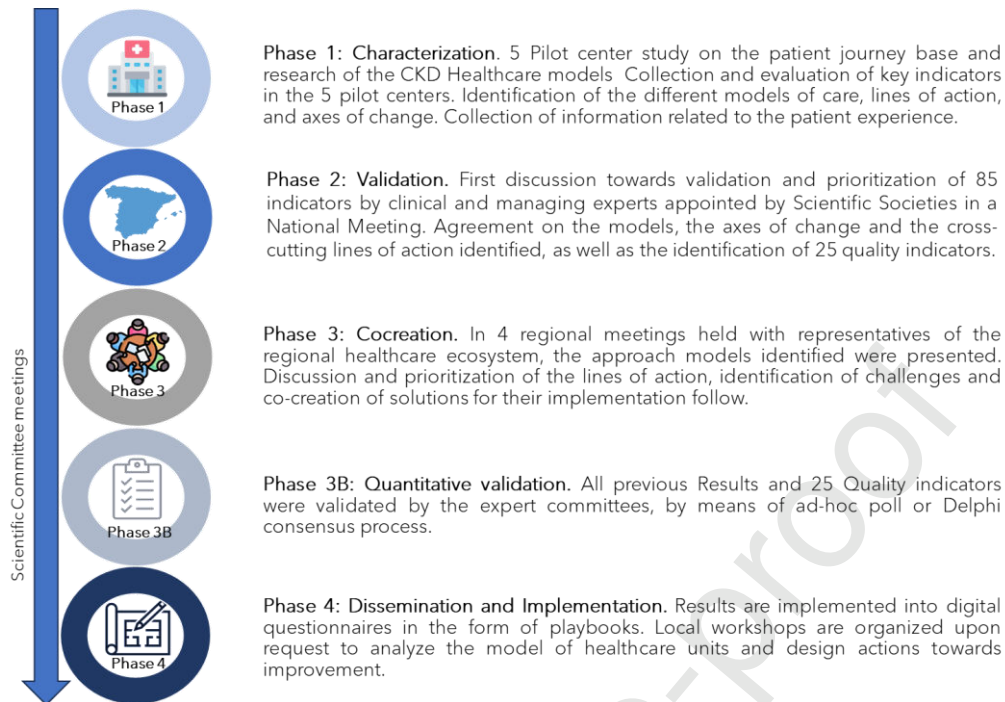 Phase 1: Characterization. 5 Pilot center study on the patient journey base and
research of the CKD Healthcare models Collection and evaluation of key indicators
in the 5 pilot centers. Identification of the different models of care, lines of action,
and axes of change. Collection of information related to the patient experience.
Phase 1
Phase 2: Validation. First discussion towards validation and prioritization of 85
indicators by clinical and managing experts appointed by Scientific Societies in a
National Meeting. Agreement on the models, the axes of change and the cross-
cutting lines of action identified, as well as the identification of 25 quality indicators.
Phase 2
Phase 3: Cocreation. In 4 regional meetings held with representatives of the
regional healthcare ecosystem, the approach models identified were presented.
Discussion and prioritization of the lines of action, identification of challenges and
co-creation of solutions for their implementation follow.
Phase 3
Scientific Committee meetings
Phase 3B: Quantitative validation. All previous Results and 25 Quality indicators
were validated by the expert committees, by means of ad-hoc poll or Delphi
consensus process.
Phase 3B
Phase 4: Dissemination and Implementation. Results are implemented into digital
questionnaires in the form of playbooks. Local workshops are organized upon
request to analyze the model of healthcare units and design actions towards
improvement.
Phase 4
e-proof